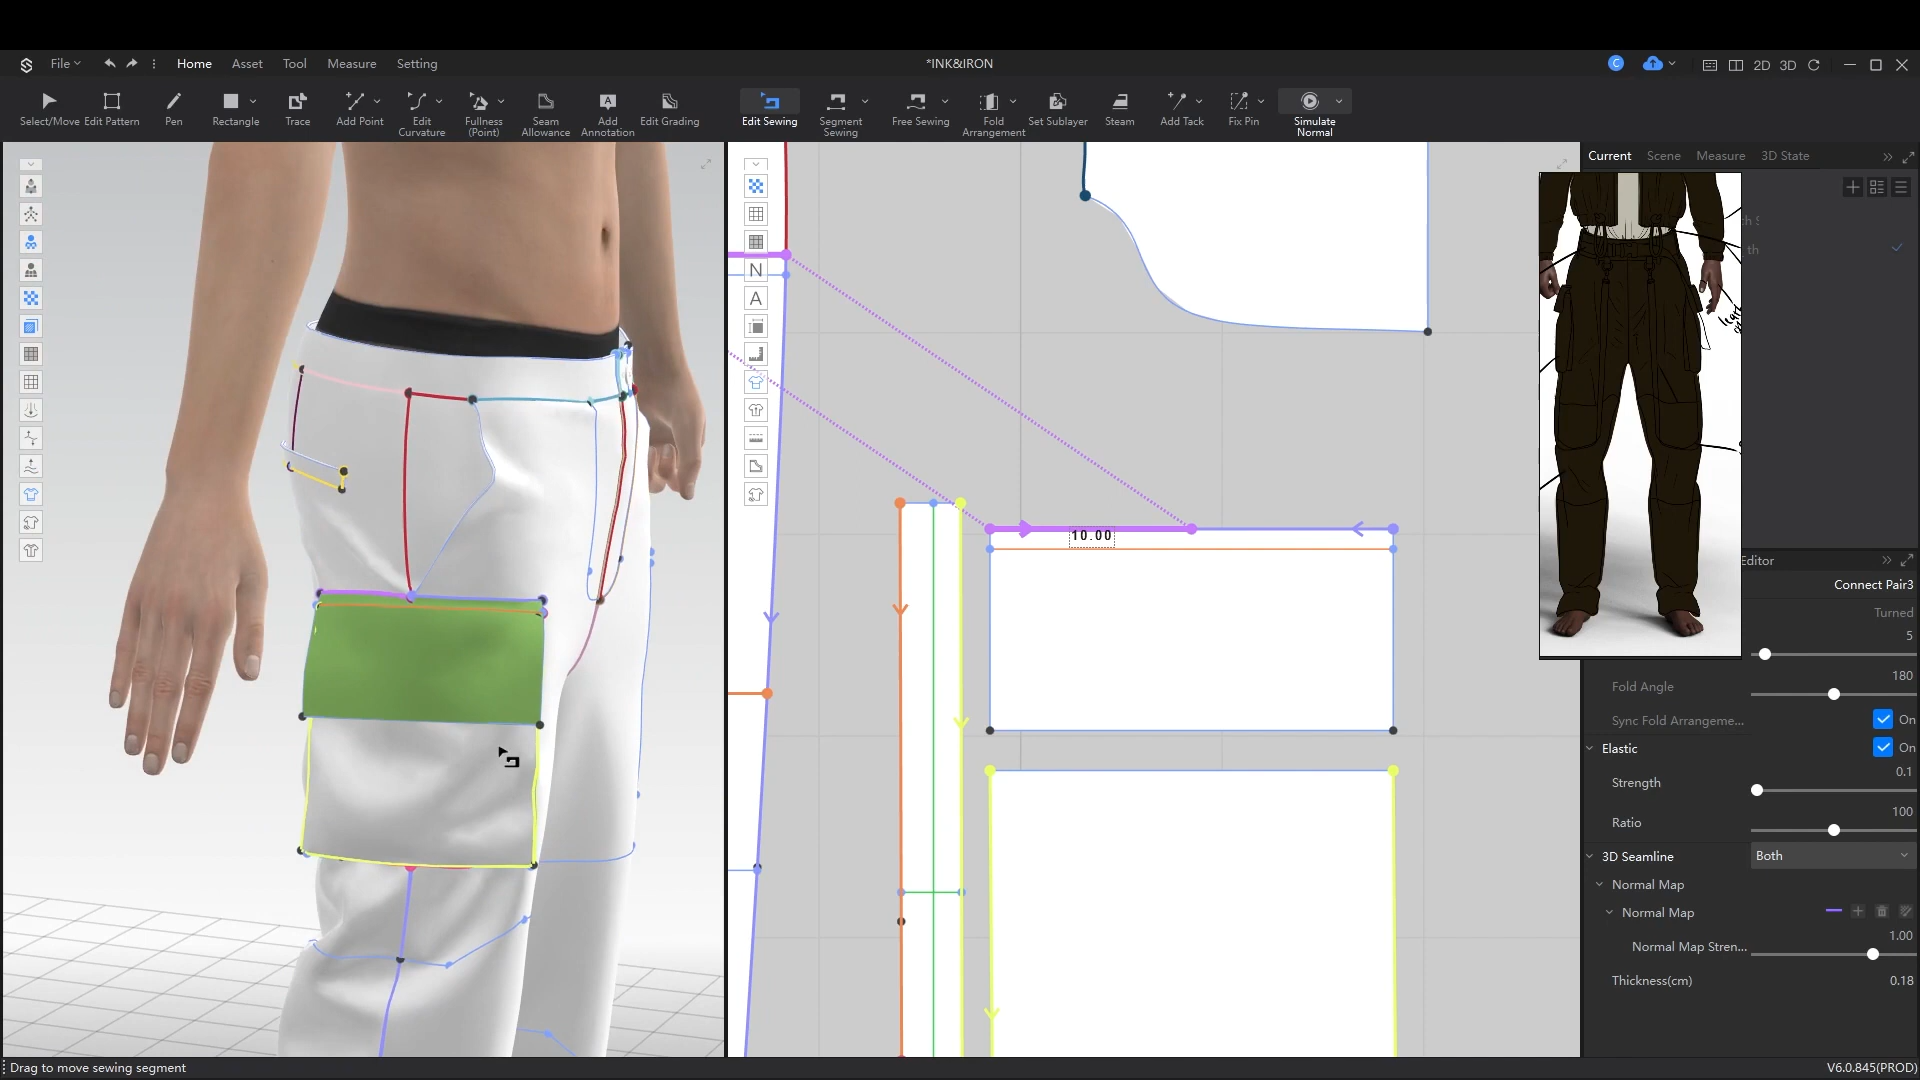 File Home Asset Tool Measure Setting *INK&IRON C 2D 3D
Select/Move Edit Pattern Pen Rectangle Trace Add Point Edit Curvature Fullness (Point) Seam Allowance Add Annotation Edit Grading
Edit Sewing Segment Sewing Free Sewing Fold Arrangement Set Sublayer Steam Add Tack Fix Pin Simulate Normal
Current Scene Measure 3D State
N
A
10.00
Editor
Connect Pair3
Turned
5
180
Fold Angle
Sync Fold Arrangeme... On
Elastic On
0.1
Strength
100
Ratio
3D Seamline Both
Normal Map
Normal Map
1.00
Normal Map Stren...
Thickness(cm) 0.18
Drag to move sewing segment V6.0.845(PROD)